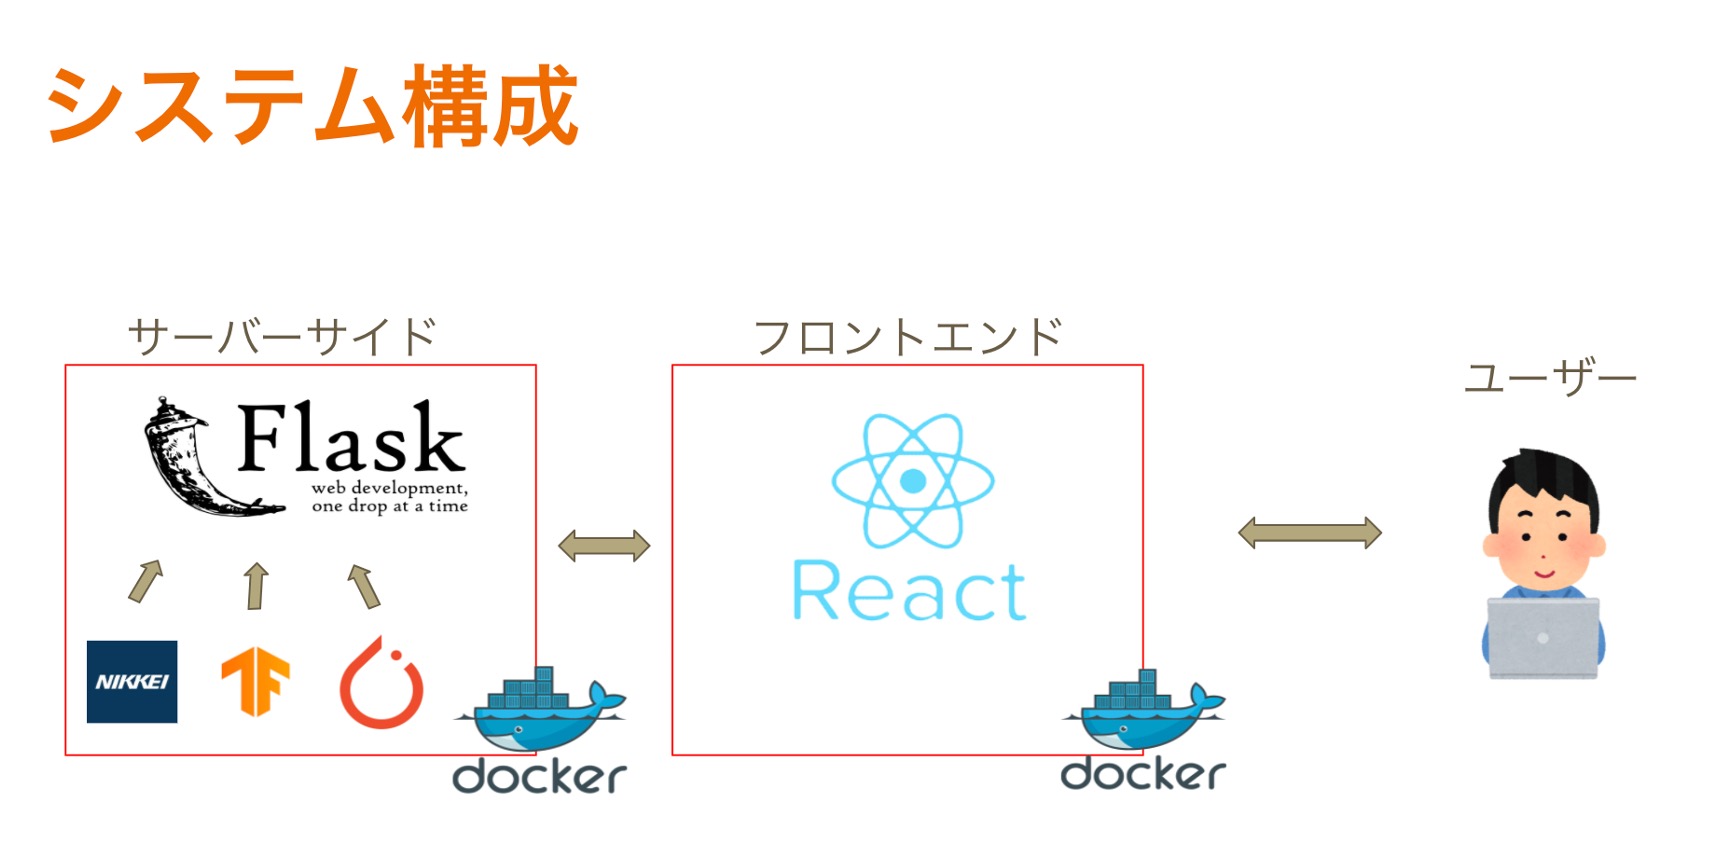 システム構成
サーバーサイド
フロントエンド
ユーザー
Flask
web development,
one drop at a time
React
NIKKEI
docker
docker